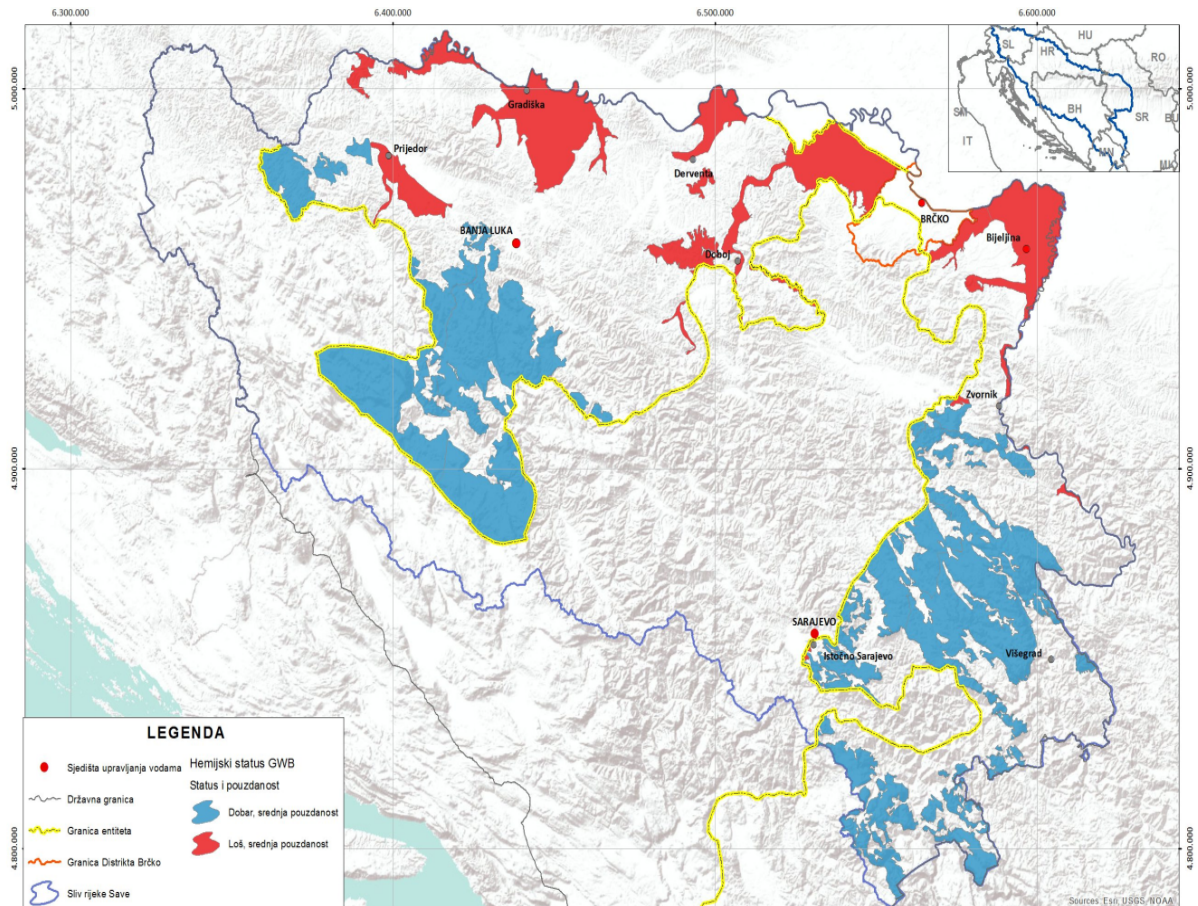 6.300.000
6.400.000
6.500.000
6.600.000
HU
SL
HR
RO
BH
SR
IT
MN
5.000.000
5.000.000
Gradiška
Prijedor
Derventa
BRČKO
BANJA LUKA
Bijeljina
Doboj
Zvornik
4.900.000
4.900.000
SARAJEVO
Istočno Sarajevo
Višegrad
4.800.000
4.800.000
LEGENDA
Sjedišta upravljanja vodama
Državna granica
Granica entiteta
Granica Distrikta Brčko
Sliv rijeke Save
Hemijski status GWB
Status i pouzdanost
Dobar, srednja pouzdanost
Loš, srednja pouzdanost
Sources: Esri, USGS, NOAA